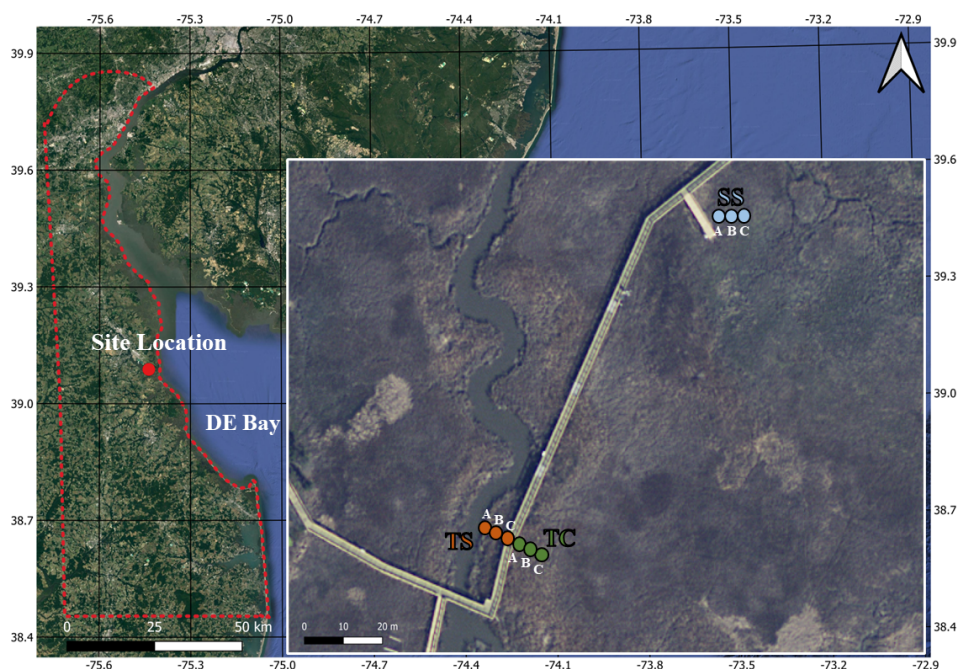 -75.6 -75.3 -75.0 -74.7 -74.4 -74.1 -73.8 -73.5 -73.2 -72.9
39.9 39.9
39.6 39.6
SS
A B C
39.3 39.3
Site Location
39.0 39.0
DE Bay
38.7 38.7
A B C
TS TC
A B C
38.4 38.4
0 25 50 km
0 10 20 m
-75.6 -75.3 -75.0 -74.7 -74.4 -74.1 -73.8 -73.5 -73.2 -72.9